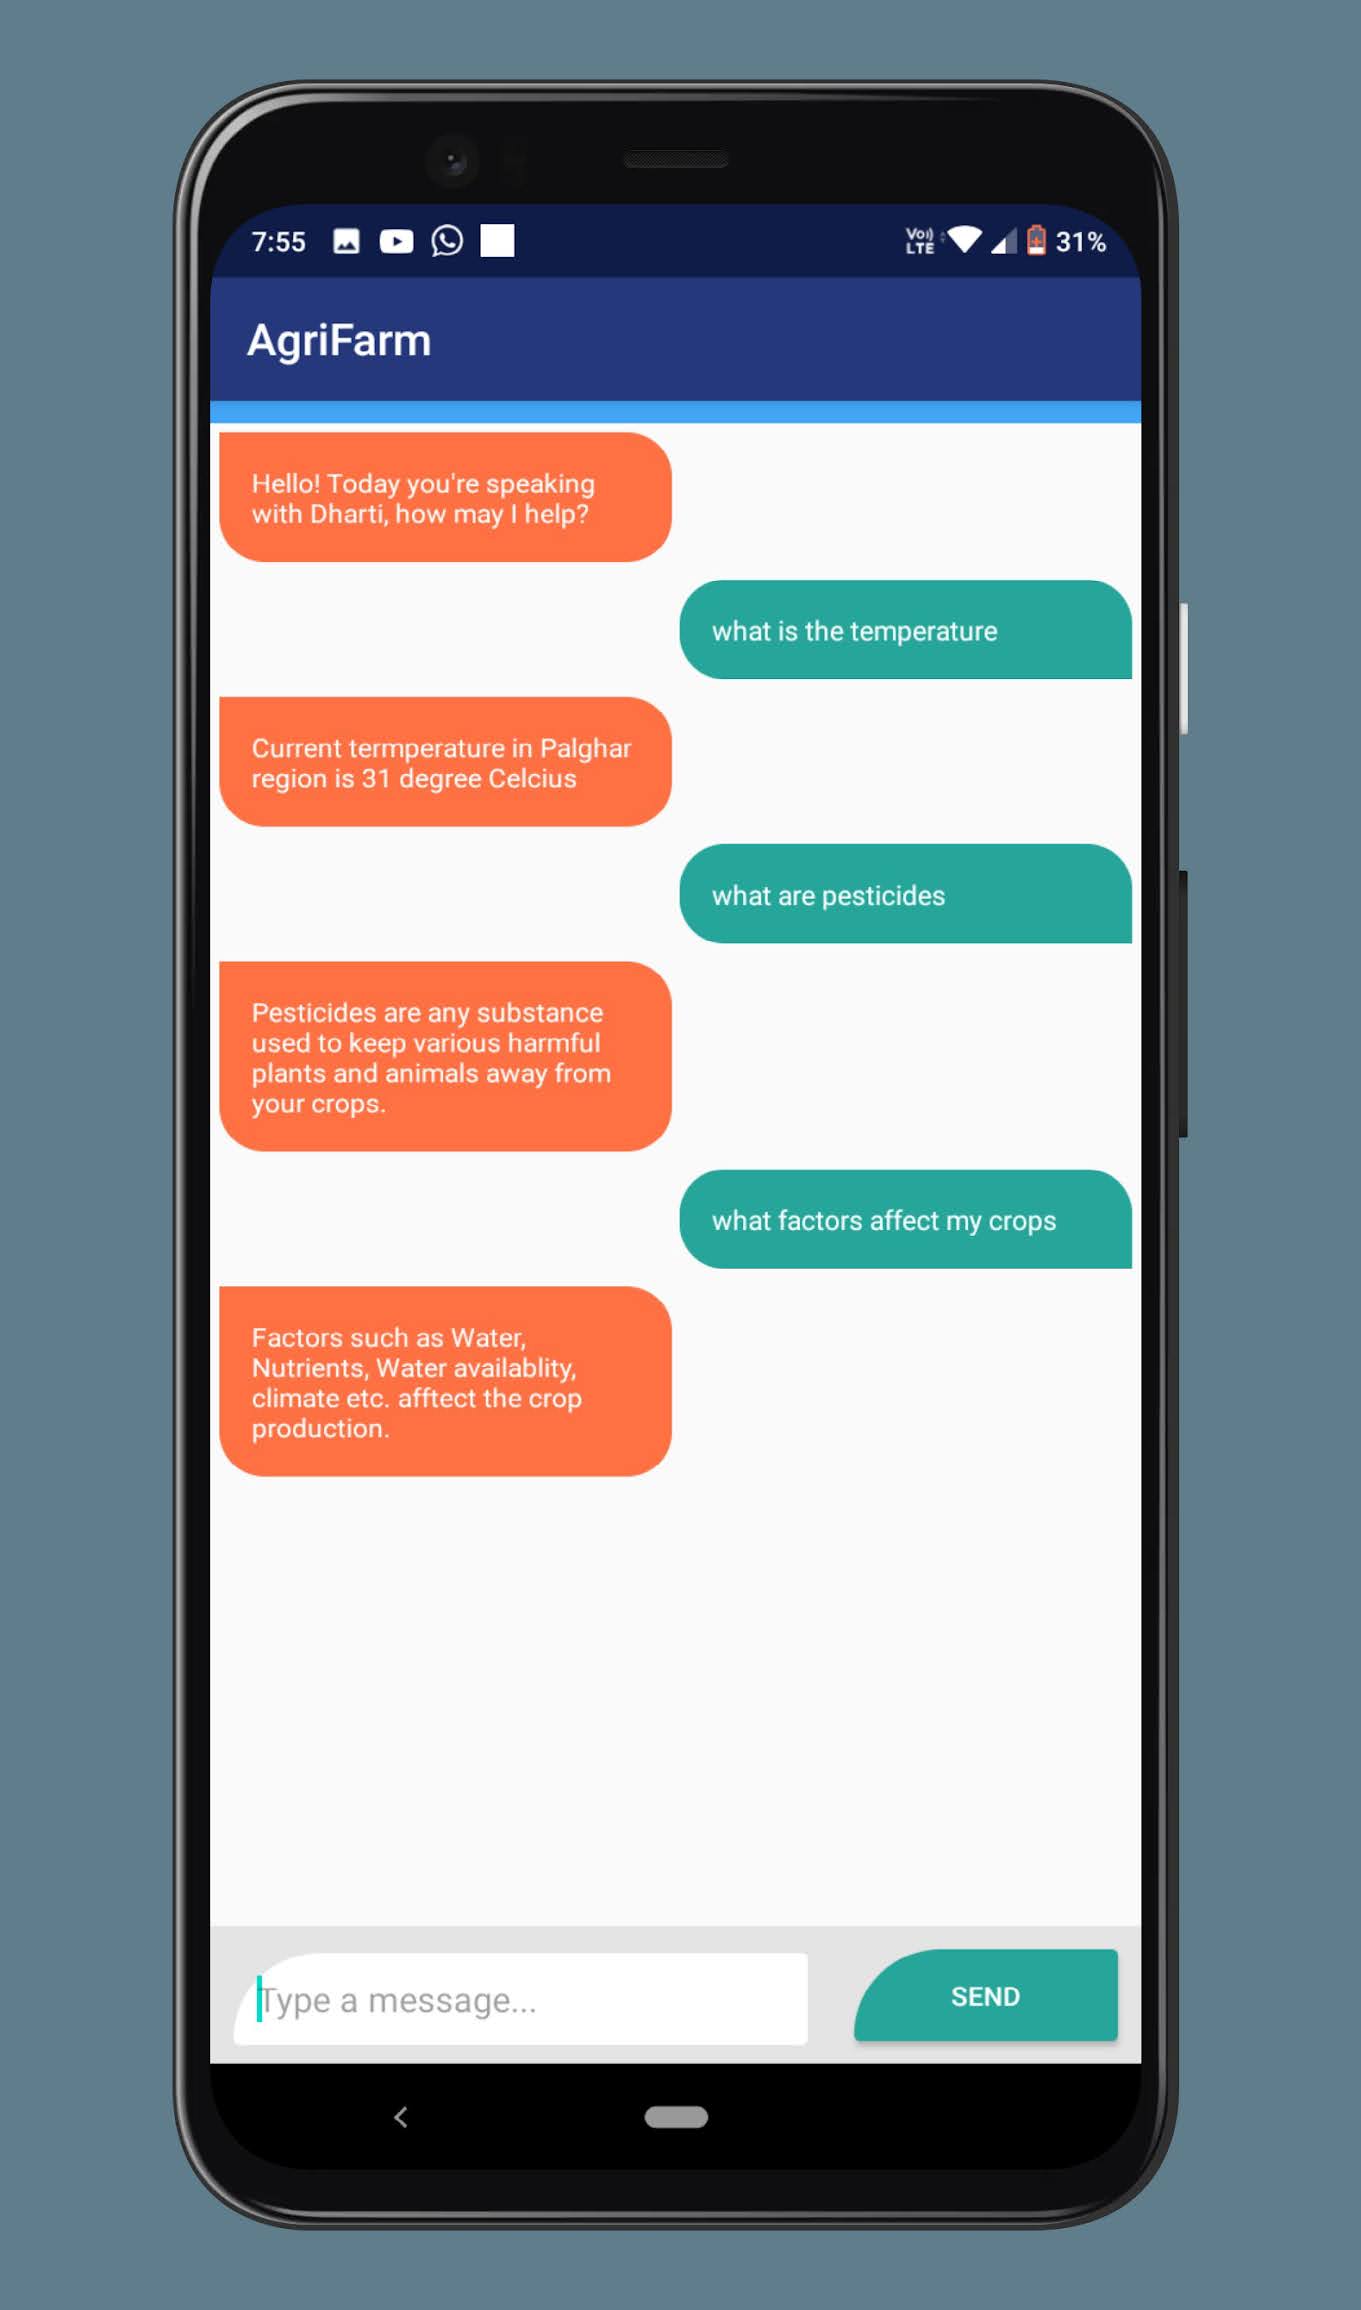 7:55 Vo)) LTE 31%
AgriFarm
Hello! Today you're speaking
with Dharti, how may I help?
what is the temperature
Current termperature in Palghar
region is 31 degree Celcius
what are pesticides
Pesticides are any substance
used to keep various harmful
plants and animals away from
your crops.
what factors affect my crops
Factors such as Water,
Nutrients, Water availablity,
climate etc. afftect the crop
production.
Type a message...
SEND